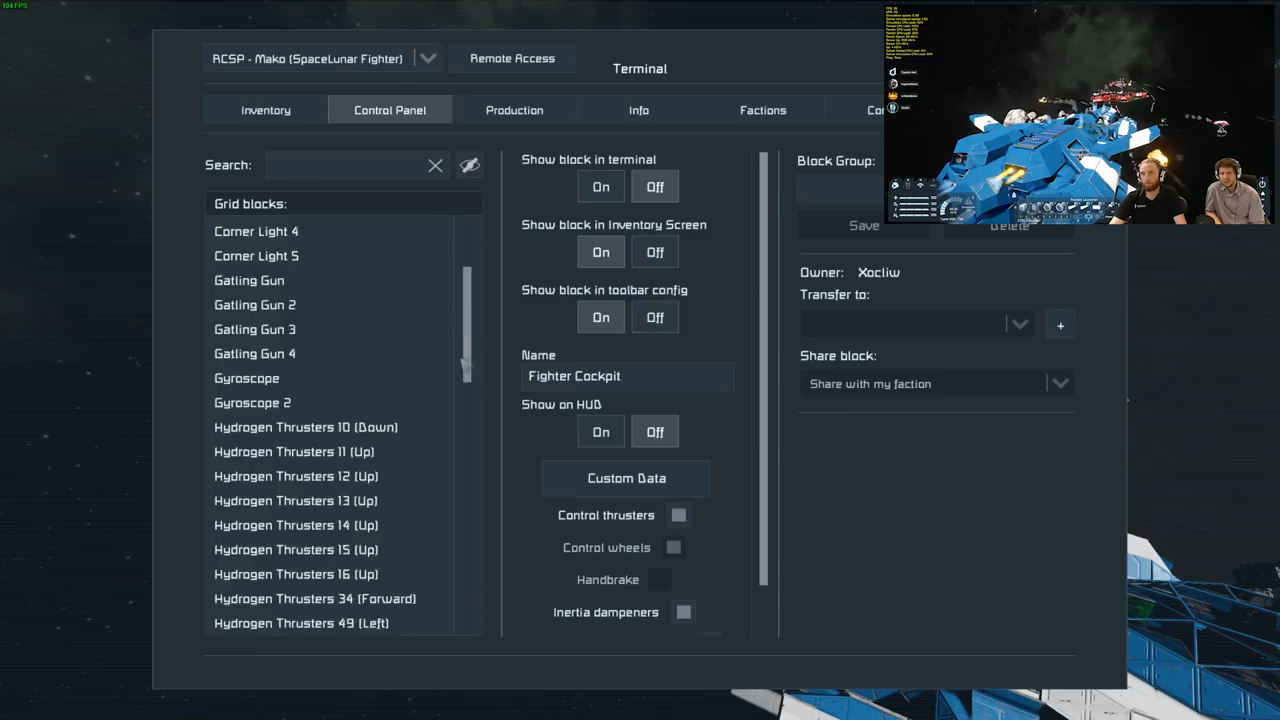 104 FPS
MCSP - Mako (SpaceLunar Fighter)
Remote Access
Terminal
Inventory
Control Panel
Production
Info
Factions
Search:
Grid blocks:
Corner Light 4
Corner Light 5
Gatling Gun
Gatling Gun 2
Gatling Gun 3
Gatling Gun 4
Gyroscope
Gyroscope 2
Hydrogen Thrusters 10 (Down)
Hydrogen Thrusters 11 (Up)
Hydrogen Thrusters 12 (Up)
Hydrogen Thrusters 13 (Up)
Hydrogen Thrusters 14 (Up)
Hydrogen Thrusters 15 (Up)
Hydrogen Thrusters 16 (Up)
Hydrogen Thrusters 34 (Forward)
Hydrogen Thrusters 49 (Left)
Show block in terminal
On Off
Show block in Inventory Screen
On Off
Show block in toolbar config
On Off
Name
Fighter Cockpit
Show on HUD
On Off
Custom Data
Control thrusters
Control wheels
Handbrake
Inertia dampeners
Block Group:
Save
Delete
Owner: Xocliw
Transfer to:
+
Share block:
Share with my faction